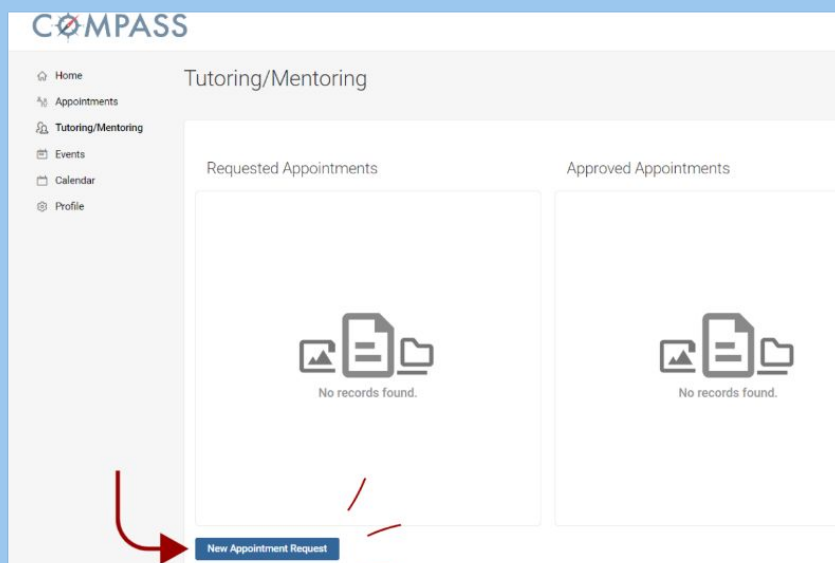 COMPASS
Home
Appointments
Tutoring/Mentoring
Events
Calendar
Profile
Tutoring/Mentoring
Requested Appointments
Approved Appointments
No records found.
No records found.
New Appointment Request